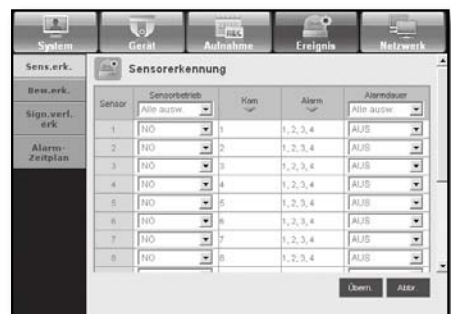 System Gerät Aufnahme Ereignis Netzwerk
REC
Sens.erk.
Bew.erk.
Sign.verl.
erk
Alarm-
Zeitplan
Sensorerkennung
Sensor Sensorbetrieb Kam Alarm Alarmdauer
Alle ausw. Alle ausw.
1 NO 1 1, 2, 3, 4 AUS
2 NO 2 1, 2, 3, 4 AUS
3 NO 3 1, 2, 3, 4 AUS
4 NO 4 1, 2, 3, 4 AUS
5 NO 5 1, 2, 3, 4 AUS
6 NO 6 1, 2, 3, 4 AUS
7 NO 7 1, 2, 3, 4 AUS
8 NO 8 1, 2, 3, 4 AUS
Übern. Abbr.